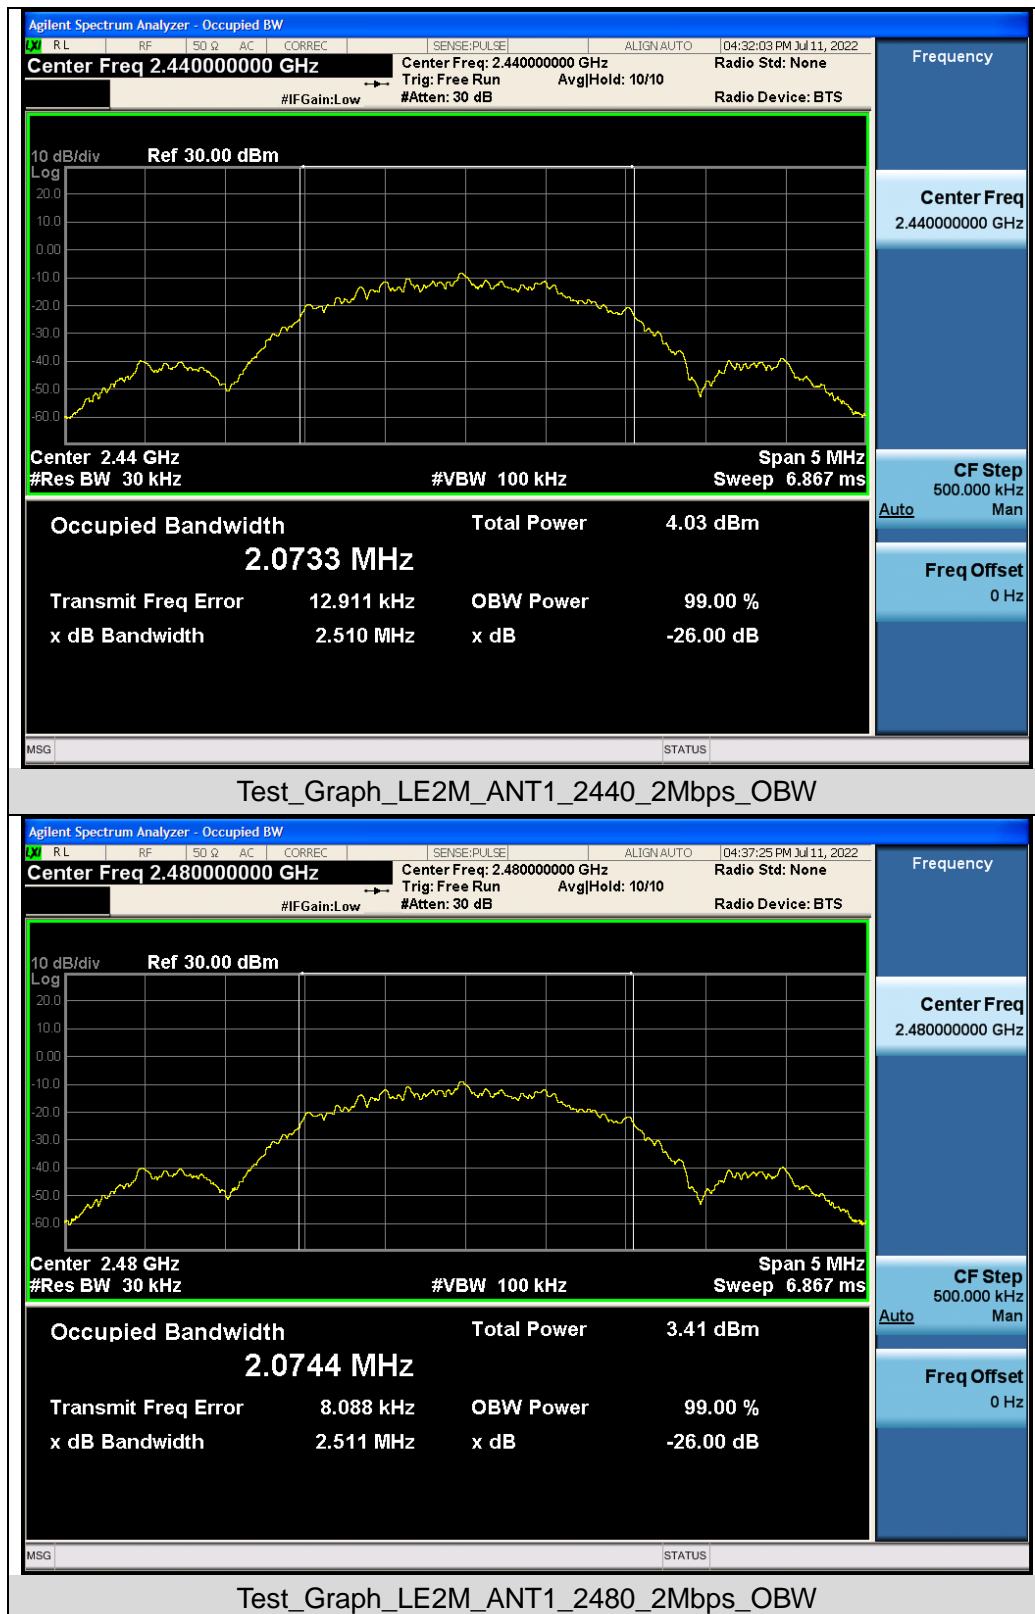 Agilent Spectrum Analyzer - Occupied BW
LXI RL RF 50 Ω AC CORREC SENSE:PULSE ALIGN AUTO 04:32:03 PM Jul 11, 2022
Center Freq 2.440000000 GHz Center Freq: 2.440000000 GHz Radio Std: None
Trig: Free Run Avg|Hold: 10/10
#IFGain:Low #Atten: 30 dB Radio Device: BTS
Frequency
10 dB/div Ref 30.00 dBm
Log
20.0
10.0
0.00
-10.0
-20.0
-30.0
-40.0
-50.0
-60.0
Center 2.44 GHz Span 5 MHz
#Res BW 30 kHz #VBW 100 kHz Sweep 6.867 ms
Center Freq
2.440000000 GHz
CF Step
500.000 kHz
Auto Man
Freq Offset
0 Hz
Occupied Bandwidth Total Power 4.03 dBm
2.0733 MHz
Transmit Freq Error 12.911 kHz OBW Power 99.00 %
x dB Bandwidth 2.510 MHz x dB -26.00 dB
MSG STATUS
Test_Graph_LE2M_ANT1_2440_2Mbps_OBW
Agilent Spectrum Analyzer - Occupied BW
LXI RL RF 50 Ω AC CORREC SENSE:PULSE ALIGN AUTO 04:37:25 PM Jul 11, 2022
Center Freq 2.480000000 GHz Center Freq: 2.480000000 GHz Radio Std: None
Trig: Free Run Avg|Hold: 10/10
#IFGain:Low #Atten: 30 dB Radio Device: BTS
Frequency
10 dB/div Ref 30.00 dBm
Log
20.0
10.0
0.00
-10.0
-20.0
-30.0
-40.0
-50.0
-60.0
Center 2.48 GHz Span 5 MHz
#Res BW 30 kHz #VBW 100 kHz Sweep 6.867 ms
Center Freq
2.480000000 GHz
CF Step
500.000 kHz
Auto Man
Freq Offset
0 Hz
Occupied Bandwidth Total Power 3.41 dBm
2.0744 MHz
Transmit Freq Error 8.088 kHz OBW Power 99.00 %
x dB Bandwidth 2.511 MHz x dB -26.00 dB
MSG STATUS
Test_Graph_LE2M_ANT1_2480_2Mbps_OBW